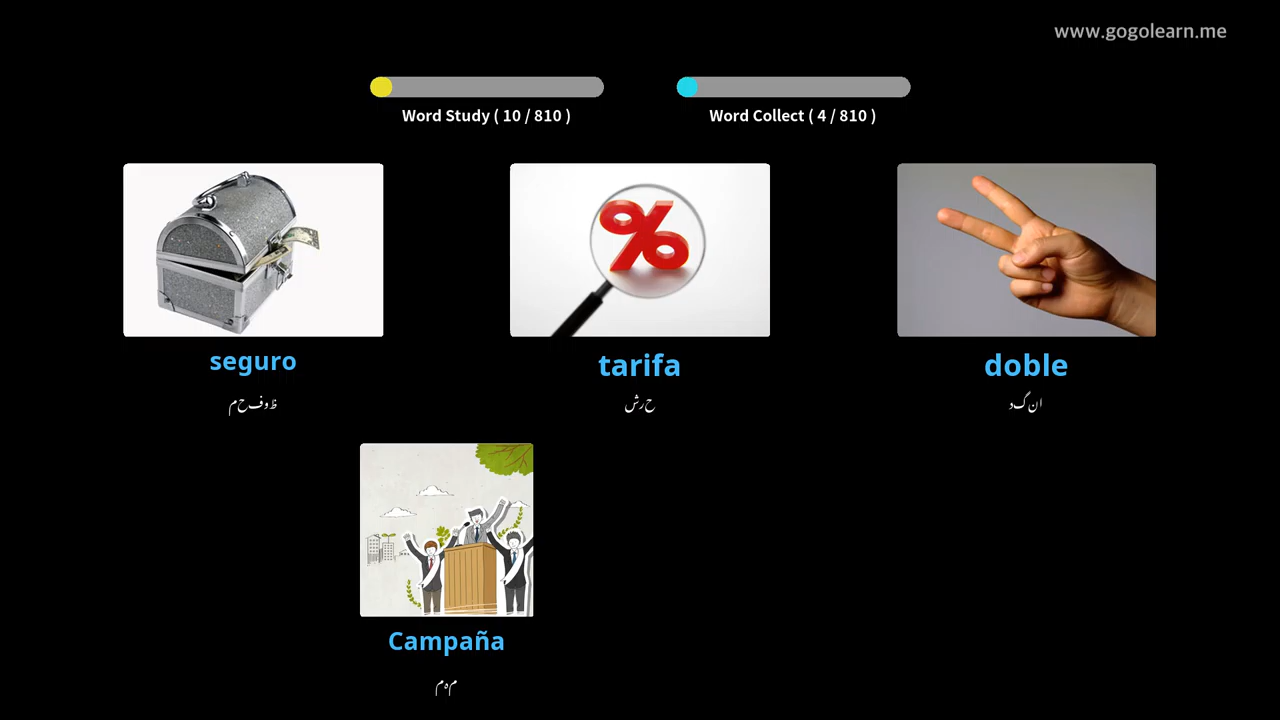 www.gogolearn.me
Word Study ( 10 / 810 )
Word Collect ( 4 / 810 )
seguro
ظوفحم
tarifa
حرش
doble
انگد
Campaña
مہم